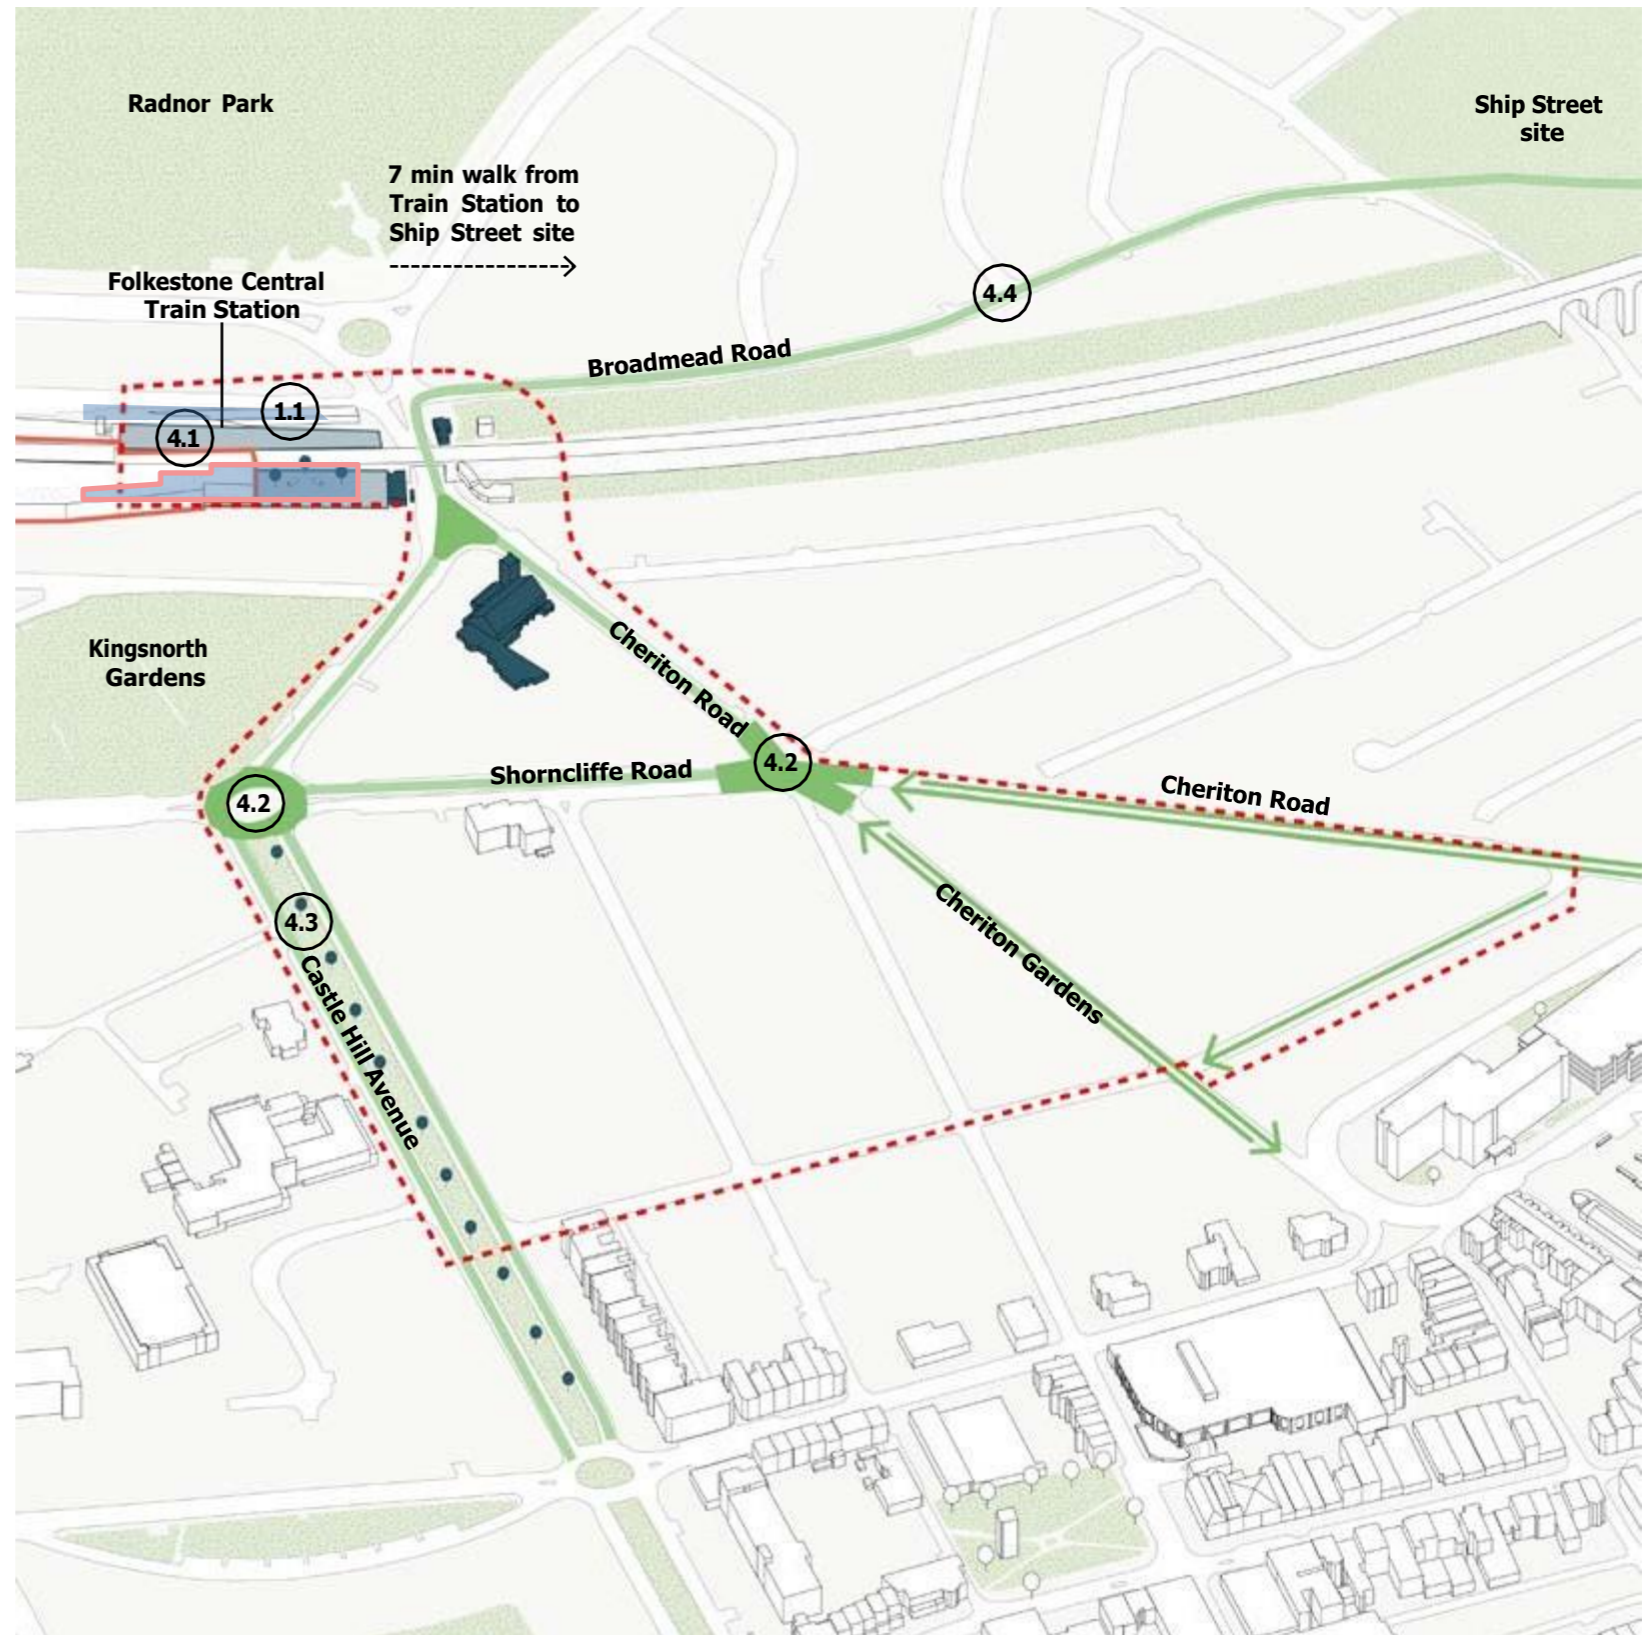 Radnor Park
Ship Street
site
7 min walk from
Train Station to
Ship Street site
Folkestone Central
Train Station
4.4
Broadmead Road
1.1
4.1
Kingsnorth
Gardens
Cheriton Road
4.2
Shorncliffe Road
4.2
Cheriton Road
4.3
Cheriton Gardens
Castle Hill Avenue